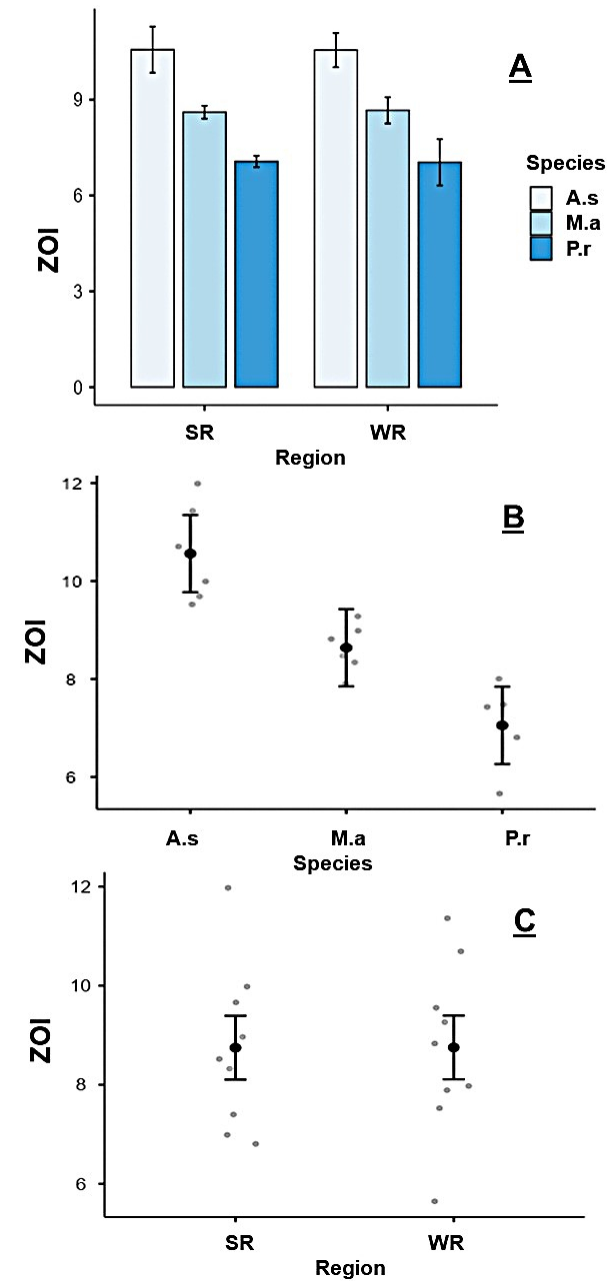 A
9
6
3
0
ZOI
Species
A.s
M.a
P.r
SR WR
Region
B
12
10
8
6
ZOI
A.s M.a P.r
Species
C
12
10
8
6
ZOI
SR WR
Region